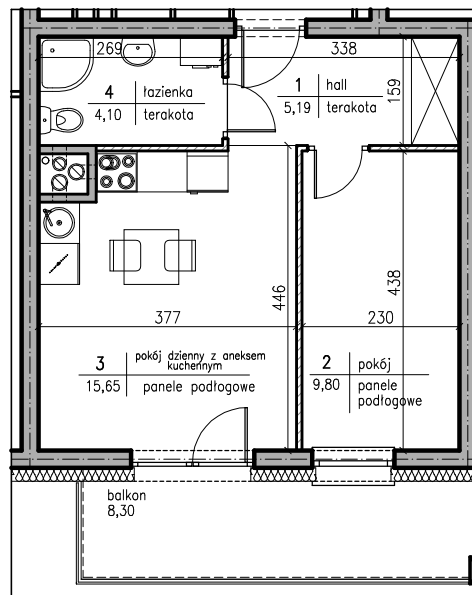 269
338
4 łazienka
4,10 terakota
1 hall
5,19 terakota
159
446
438
377
230
3 pokój dzienny z aneksem
kuchennym
15,65 panele podłogowe
2 pokój
9,80 panele
podłogowe
balkon
8,30